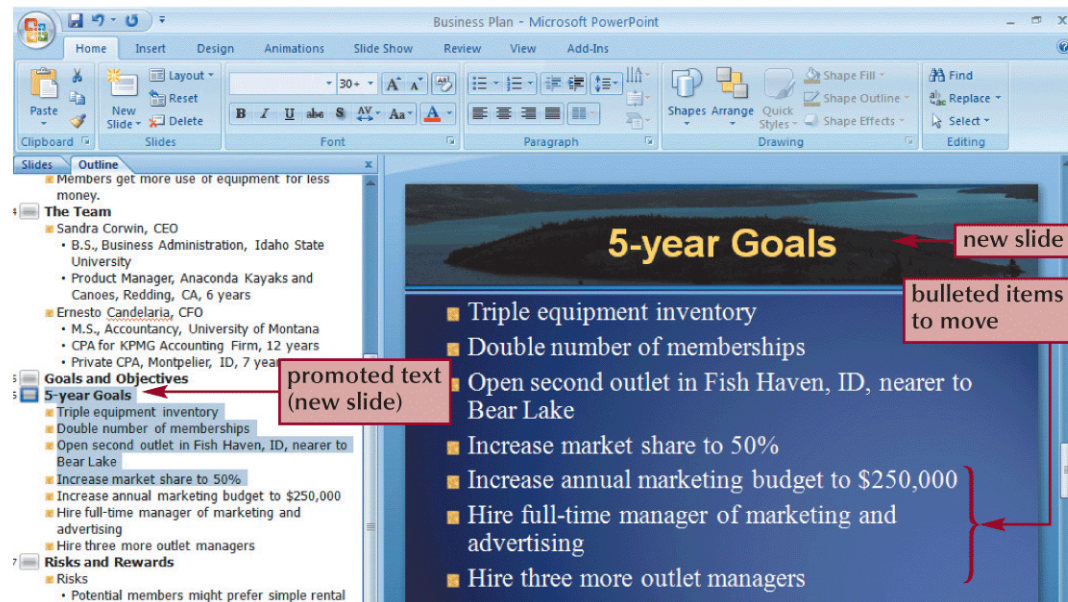 Business Plan - Microsoft PowerPoint
Home Insert Design Animations Slide Show Review View Add-Ins
Paste
Clipboard
New
Slide
Layout
Reset
Delete
Slides
30+ A A
B I U abc S AV Aa A
Font
Paragraph
Shapes Arrange Quick
Styles
Shape Fill
Shape Outline
Shape Effects
Drawing
Find
Replace
Select
Editing
Slides Outline x
Members get more use of equipment for less
money.
4 The Team
Sandra Corwin, CEO
• B.S., Business Administration, Idaho State
University
• Product Manager, Anaconda Kayaks and
Canoes, Redding, CA, 6 years
Ernesto Candelaria, CFO
• M.S., Accountancy, University of Montana
• CPA for KPMG Accounting Firm, 12 years
• Private CPA, Montpelier, ID, 7
5 Goals and Objectives
6 5-year Goals
Triple equipment inventory
Double number of memberships
Open second outlet in Fish Haven, ID, nearer to
Bear Lake
Increase market share to 50%
Increase annual marketing budget to $250,000
Hire full-time manager of marketing and
advertising
Hire three more outlet managers
7 Risks and Rewards
Risks
• Potential members might prefer simple rental
promoted text
(new slide)
5-year Goals
new slide
bulleted items
to move
Triple equipment inventory
Double number of memberships
Open second outlet in Fish Haven, ID, nearer to
Bear Lake
Increase market share to 50%
Increase annual marketing budget to $250,000
Hire full-time manager of marketing and
advertising
Hire three more outlet managers